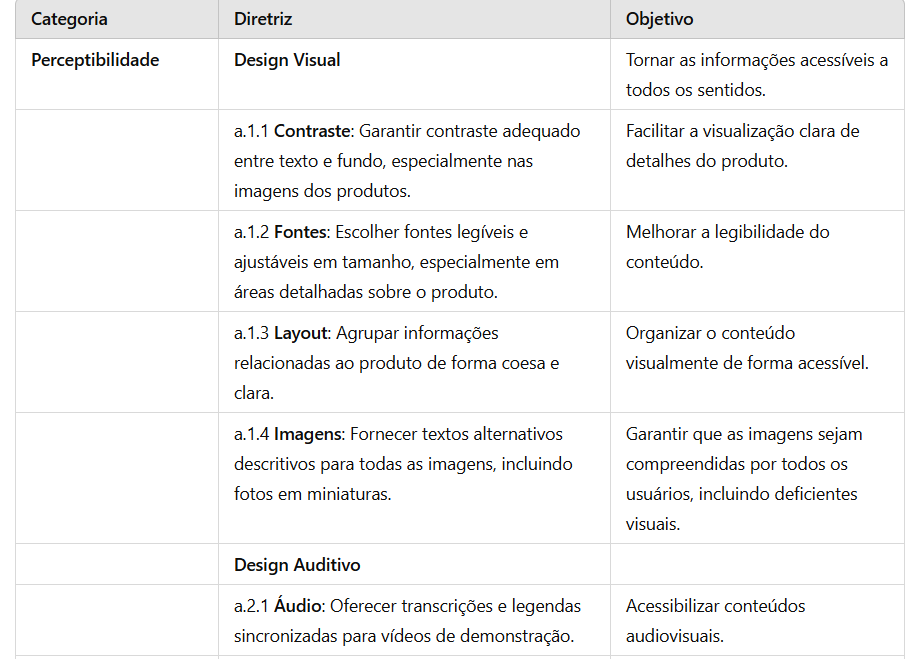 Categoria Diretriz Objetivo
Perceptibilidade Design Visual Tornar as informações acessíveis a
todos os sentidos.
a.1.1 Contraste: Garantir contraste adequado
entre texto e fundo, especialmente nas
imagens dos produtos.
Facilitar a visualização clara de
detalhes do produto.
a.1.2 Fontes: Escolher fontes legíveis e
ajustáveis em tamanho, especialmente em
áreas detalhadas sobre o produto.
Melhorar a legibilidade do
conteúdo.
a.1.3 Layout: Agrupar informações
relacionadas ao produto de forma coesa e
clara.
Organizar o conteúdo
visualmente de forma acessível.
a.1.4 Imagens: Fornecer textos alternativos
descritivos para todas as imagens, incluindo
fotos em miniaturas.
Garantir que as imagens sejam
compreendidas por todos os
usuários, incluindo deficientes
visuais.
Design Auditivo
a.2.1 Áudio: Oferecer transcrições e legendas
sincronizadas para vídeos de demonstração.
Acessibilizar conteúdos
audiovisuais.